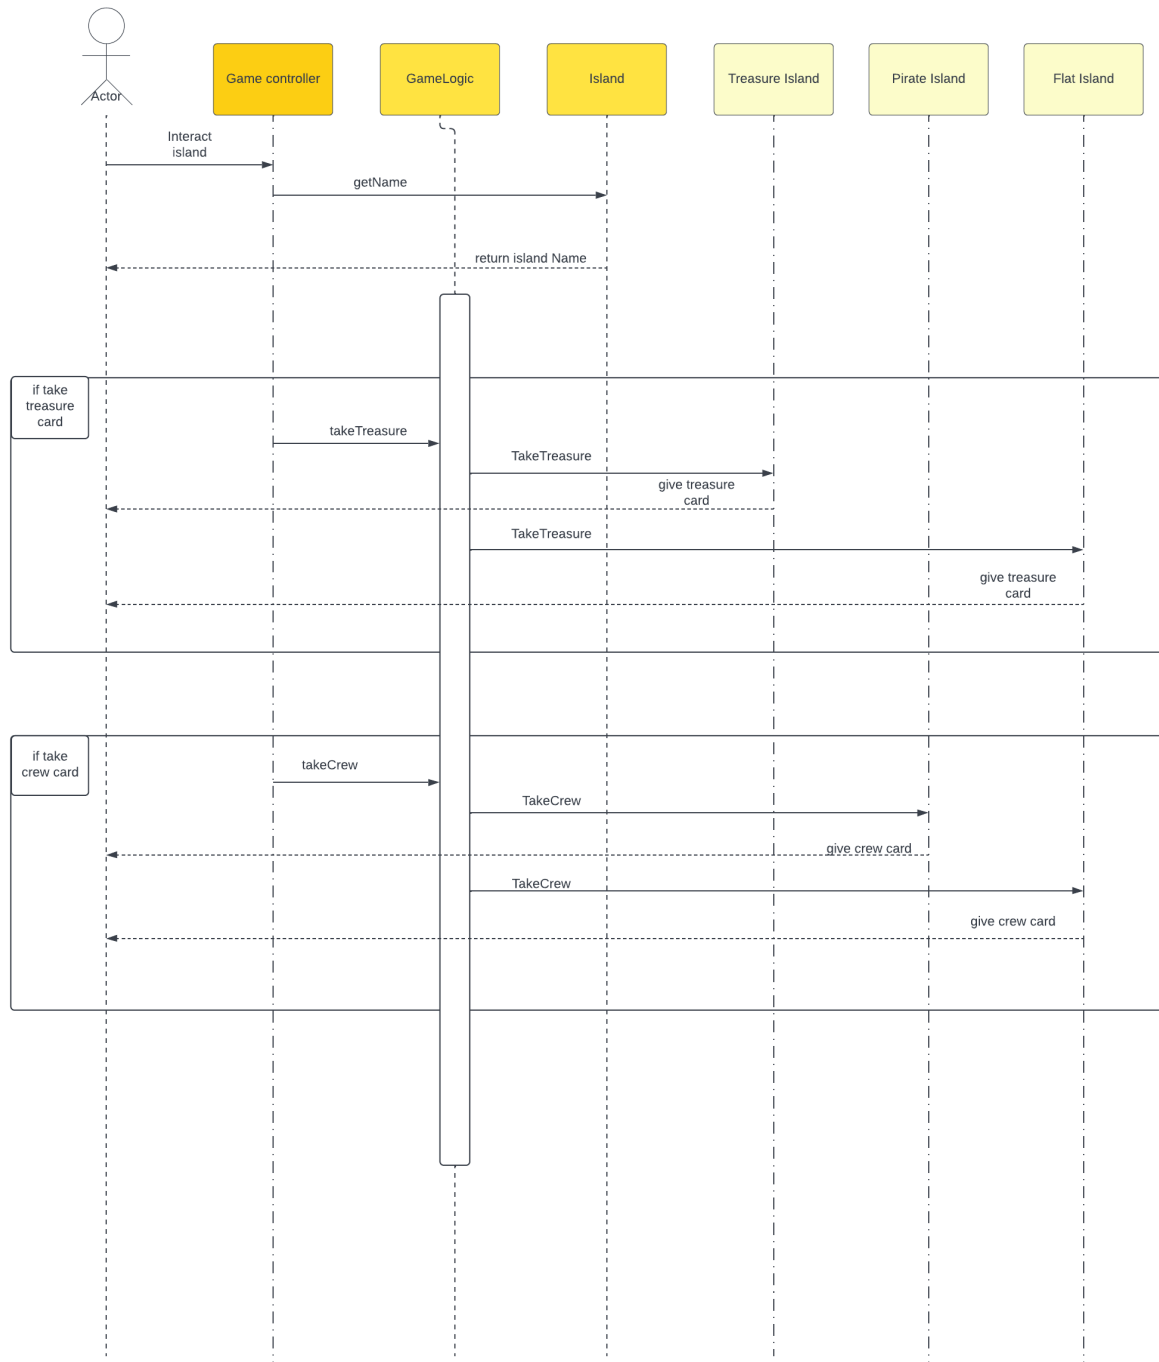 Actor
Game controller
GameLogic
Island
Treasure Island
Pirate Island
Flat Island
Interact
island
getName
return island Name
if take
treasure
card
takeTreasure
TakeTreasure
give treasure
card
TakeTreasure
give treasure
card
if take
crew card
takeCrew
TakeCrew
give crew card
TakeCrew
give crew card